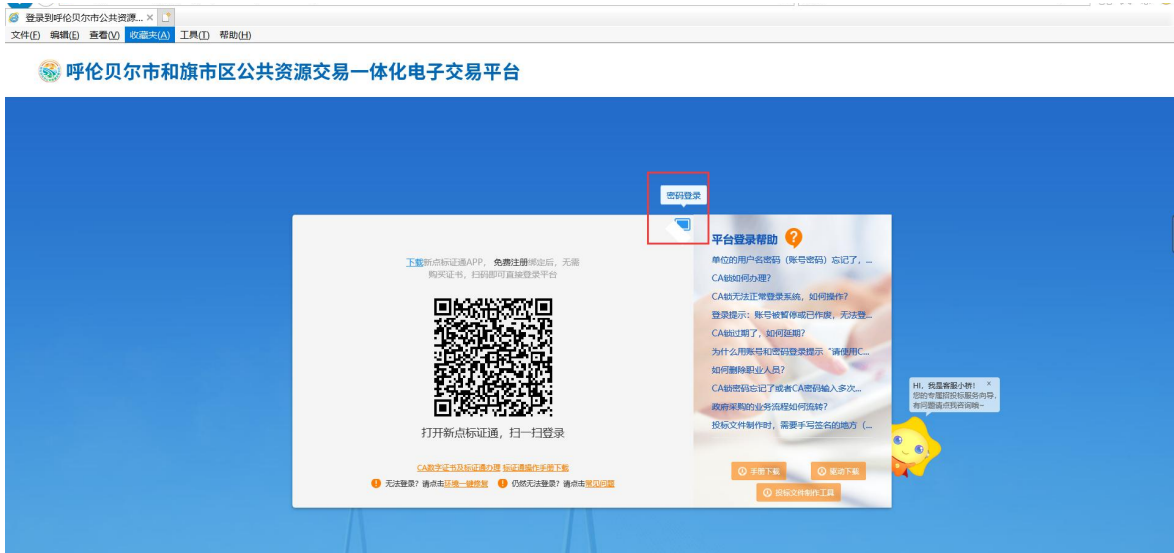 登录到呼伦贝尔市公共资源... ×
文件(F) 编辑(E) 查看(V) 收藏夹(A) 工具(T) 帮助(H)
呼伦贝尔市和旗市区公共资源交易一体化电子交易平台
密码登录
下载新点标证通APP，免费注册绑定后，无需
购买证书，扫码即可直接登录平台
打开新点标证通，扫一扫登录
CA数字证书及标证通办理 标证通操作手册下载
无法登录？请点击环境一键修复 仍然无法登录？请点击常见问题
平台登录帮助
单位的用户名密码（账号密码）忘记了，...
CA锁如何办理？
CA锁无法正常登录系统，如何操作？
登录提示：账号被暂停或已作废，无法登...
CA锁过期了，如何延期？
为什么用账号和密码登录提示“请使用C...
如何删除职业人员？
CA锁密码忘记了或者CA密码输入多次...
政府采购的业务流程如何流转？
投标文件制作时，需要手写签名的地方（...
手册下载 驱动下载
投标文件制作工具
HI，我是客服小桥！ ×
您的专属招投标服务向导，
有问题请点我咨询哦~